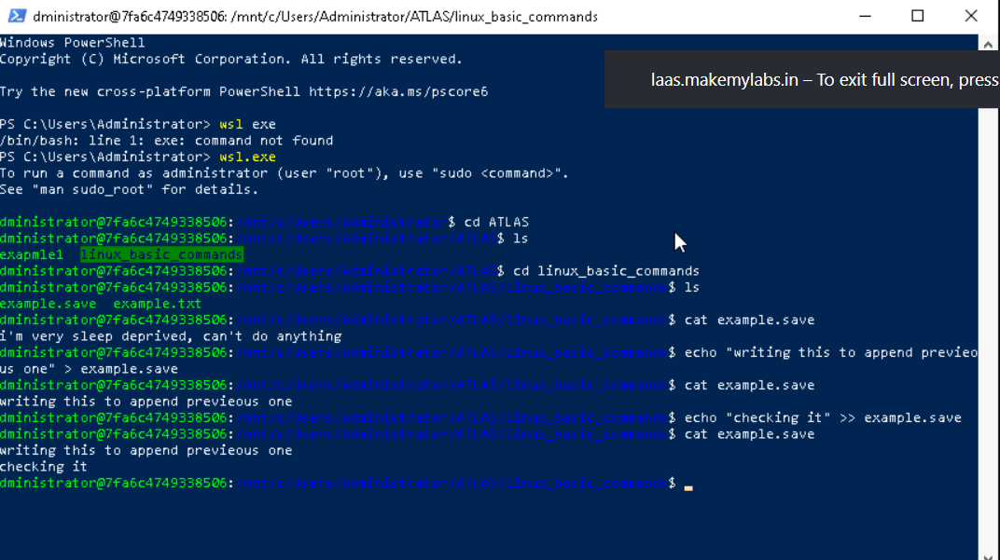 dministrator@7fa6c4749338506: /mnt/c/Users/Administrator/ATLAS/linux_basic_commands
Windows PowerShell
Copyright (C) Microsoft Corporation. All rights reserved.
laas.makemylabs.in – To exit full screen, press
Try the new cross-platform PowerShell https://aka.ms/pscore6
PS C:\Users\Administrator> wsl exe
/bin/bash: line 1: exe: command not found
PS C:\Users\Administrator> wsl.exe
To run a command as administrator (user "root"), use "sudo <command>".
See "man sudo_root" for details.
dministrator@7fa6c4749338506:/mnt/c/Users/Administrator$ cd ATLAS
dministrator@7fa6c4749338506:/mnt/c/Users/Administrator/ATLAS$ ls
exapmle1  linux_basic_commands
dministrator@7fa6c4749338506:/mnt/c/Users/Administrator/ATLAS$ cd linux_basic_commands
dministrator@7fa6c4749338506:/mnt/c/Users/Administrator/ATLAS/linux_basic_commands$ ls
example.save  example.txt
dministrator@7fa6c4749338506:/mnt/c/Users/Administrator/ATLAS/linux_basic_commands$ cat example.save
i'm very sleep deprived, can't do anything
dministrator@7fa6c4749338506:/mnt/c/Users/Administrator/ATLAS/linux_basic_commands$ echo "writing this to append previeo
us one" > example.save
dministrator@7fa6c4749338506:/mnt/c/Users/Administrator/ATLAS/linux_basic_commands$ cat example.save
writing this to append previeous one
dministrator@7fa6c4749338506:/mnt/c/Users/Administrator/ATLAS/linux_basic_commands$ echo "checking it" >> example.save
dministrator@7fa6c4749338506:/mnt/c/Users/Administrator/ATLAS/linux_basic_commands$ cat example.save
writing this to append previeous one
checking it
dministrator@7fa6c4749338506:/mnt/c/Users/Administrator/ATLAS/linux_basic_commands$